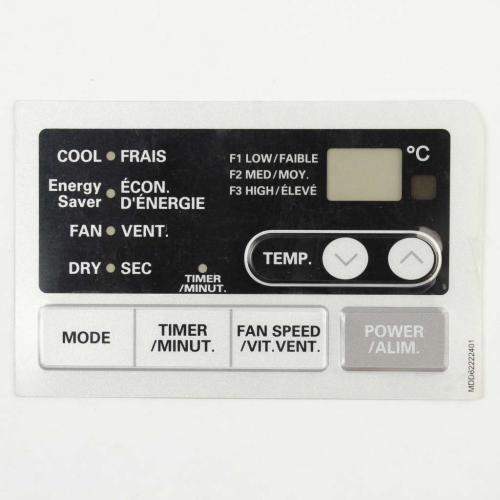 COOL FRAIS
Energy Saver ÉCON. D'ÉNERGIE
FAN VENT.
DRY SEC
TIMER
/MINUT.
F1 LOW/FAIBLE
F2 MED/MOY.
F3 HIGH/ÉLEVÉ
°C
TEMP.
MODE
TIMER
/MINUT.
FAN SPEED
/VIT.VENT.
POWER
/ALIM.
MDD62222401